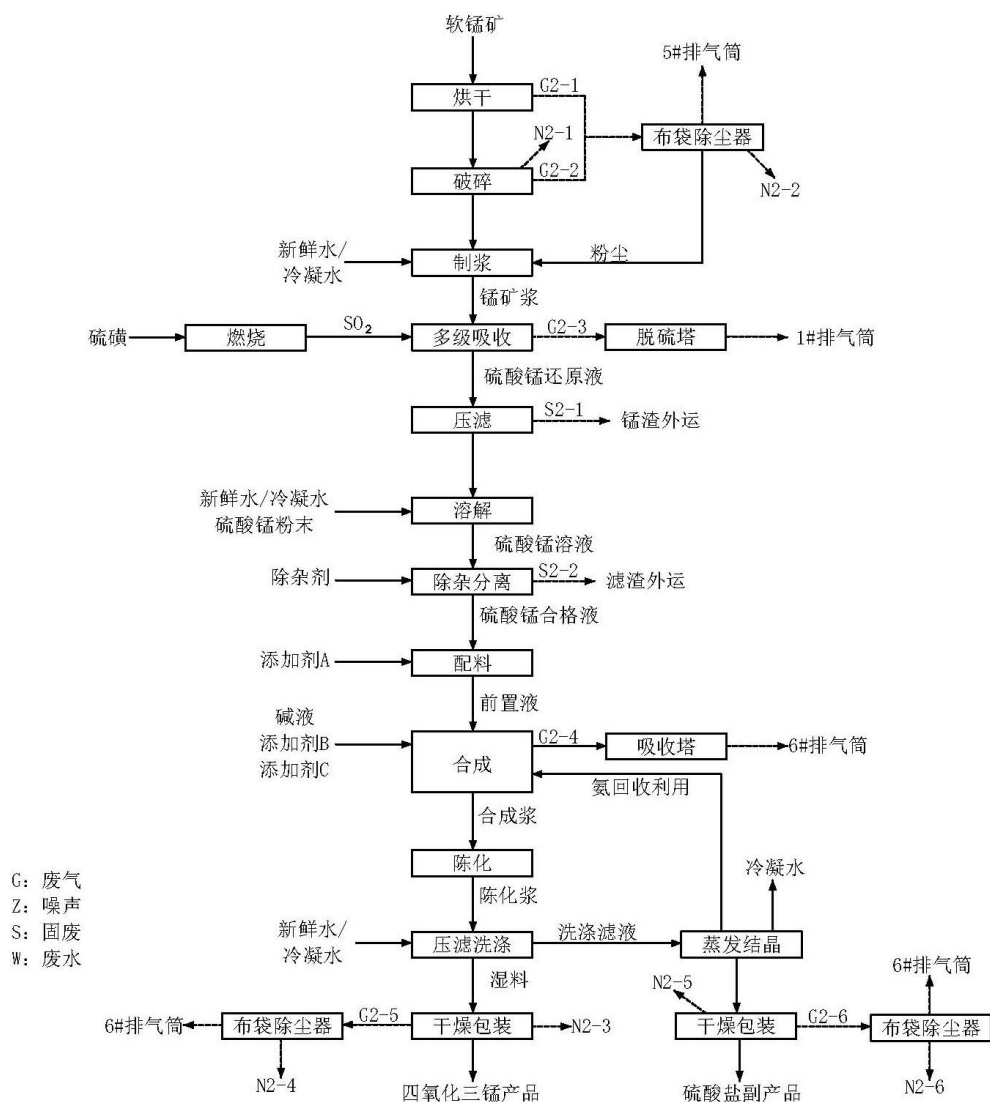 软锰矿
5#排气筒
烘干
G2-1
布袋除尘器
N2-1
破碎
G2-2
N2-2
新鲜水/
冷凝水
制浆
粉尘
锰矿浆
硫磺
燃烧
SO₂
多级吸收
G2-3
脱硫塔
1#排气筒
硫酸锰还原液
压滤
S2-1
锰渣外运
新鲜水/冷凝水
硫酸锰粉末
溶解
硫酸锰溶液
除杂剂
除杂分离
S2-2
滤渣外运
硫酸锰合格液
添加剂A
配料
前置液
碱液
添加剂B
添加剂C
合成
G2-4
吸收塔
6#排气筒
氨回收利用
合成浆
陈化
冷凝水
陈化浆
G: 废气
Z: 噪声
S: 固废
W: 废水
新鲜水/
冷凝水
压滤洗涤
洗涤滤液
蒸发结晶
湿料
N2-5
6#排气筒
6#排气筒
布袋除尘器
G2-5
干燥包装
N2-3
干燥包装
G2-6
布袋除尘器
N2-4
四氧化三锰产品
硫酸盐副产品
N2-6